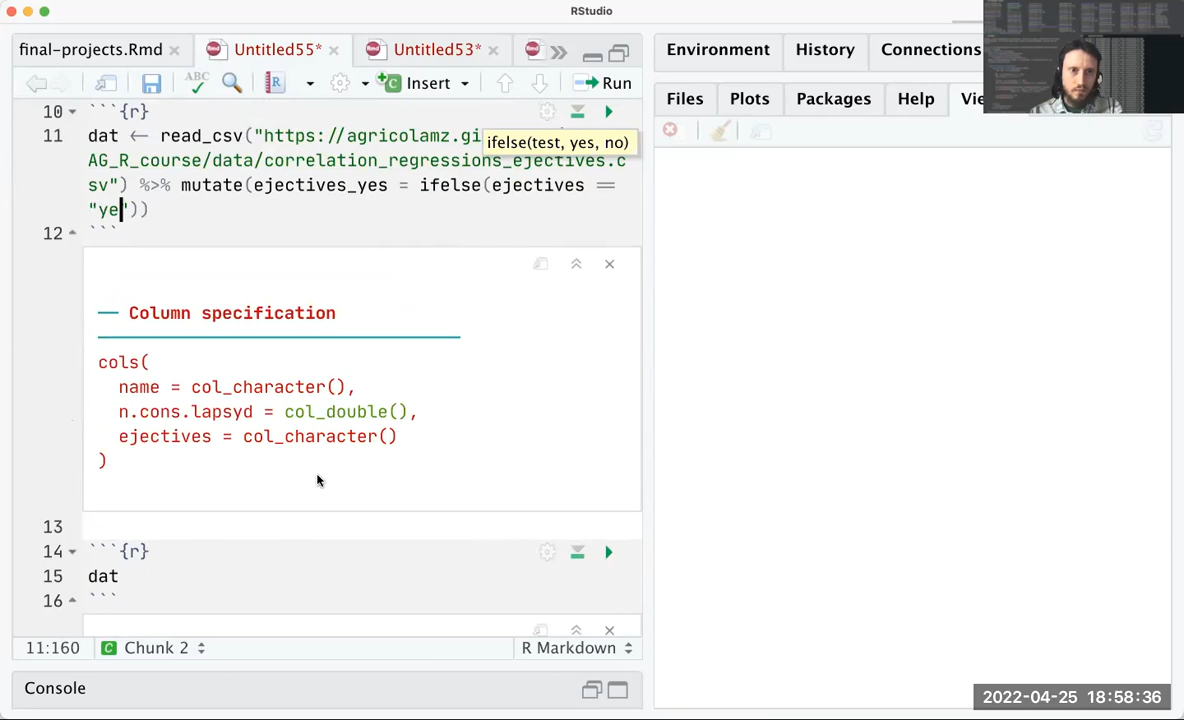 RStudio
final-projects.Rmd
Untitled55*
Untitled53*
Environment
History
Connections
ABC
Insert
Run
Files
Plots
Packages
Help
10
```{r}
11
dat <- read_csv("https://agricolamz.gi
ifelse(test, yes, no)
AG_R_course/data/correlation_regressions_ejectives.c
sv") %>% mutate(ejectives_yes = ifelse(ejectives ==
"ye"))
12
```
— Column specification
cols(
name = col_character(),
n.cons.lapsyd = col_double(),
ejectives = col_character()
)
13
14
```{r}
15
dat
16
```
11:160
C
Chunk 2
R Markdown
Console
2022-04-25 18:58:36